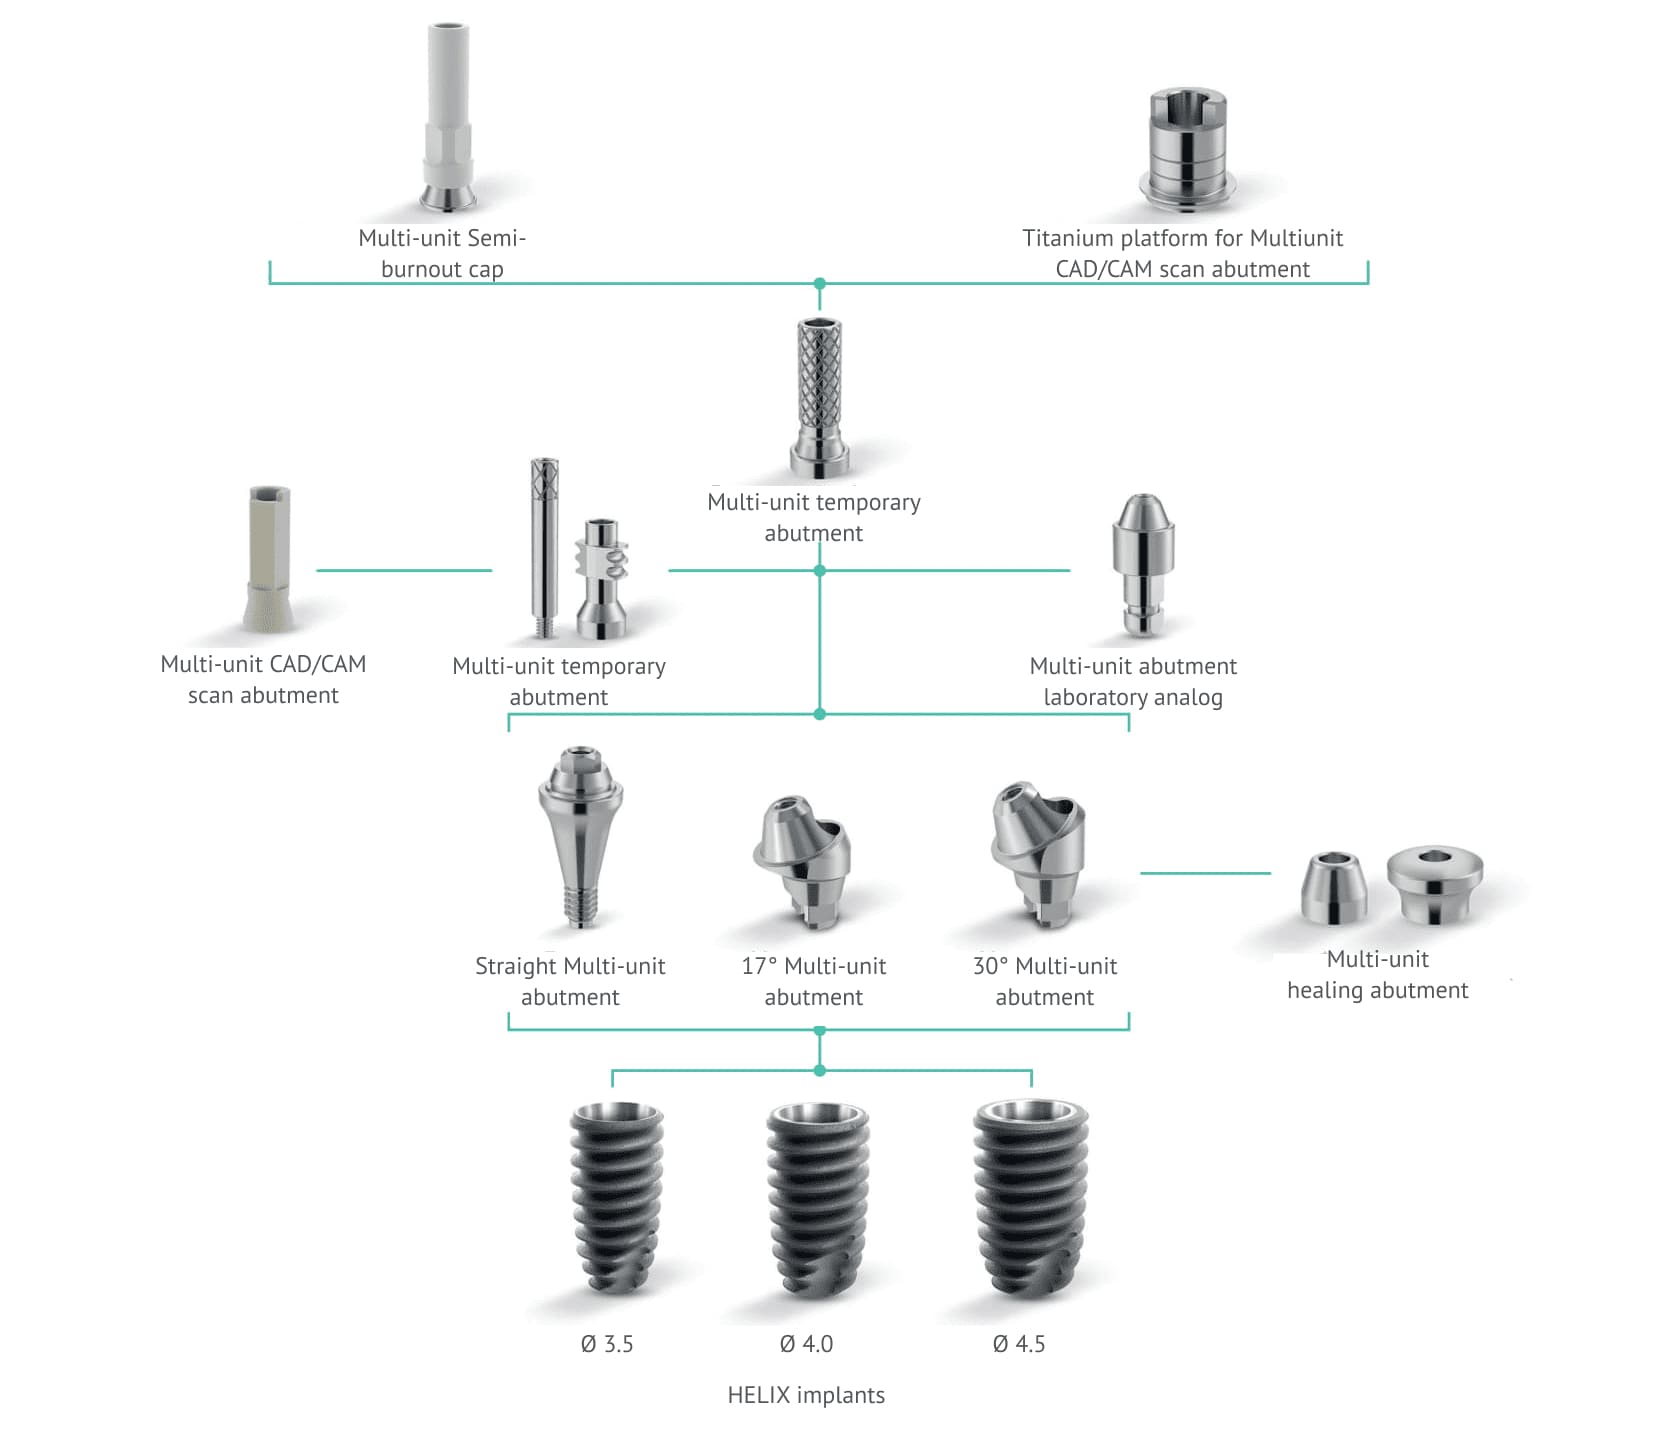 Multi-unit Semi-
burnout cap
Titanium platform for Multiunit
CAD/CAM scan abutment
Multi-unit temporary
abutment
Multi-unit CAD/CAM
scan abutment
Multi-unit temporary
abutment
Multi-unit abutment
laboratory analog
Straight Multi-unit
abutment
17° Multi-unit
abutment
30° Multi-unit
abutment
Multi-unit
healing abutment
Ø 3.5
Ø 4.0
Ø 4.5
HELIX implants